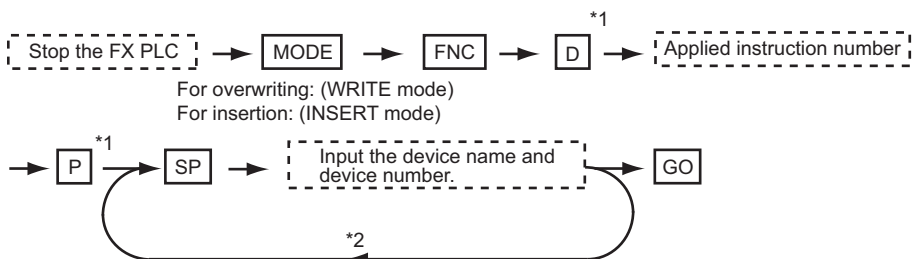 *1
Stop the FX PLC
MODE
FNC
D
Applied instruction number
For overwriting: (WRITE mode)
For insertion: (INSERT mode)
P
*1
SP
Input the device name and
device number.
GO
*2